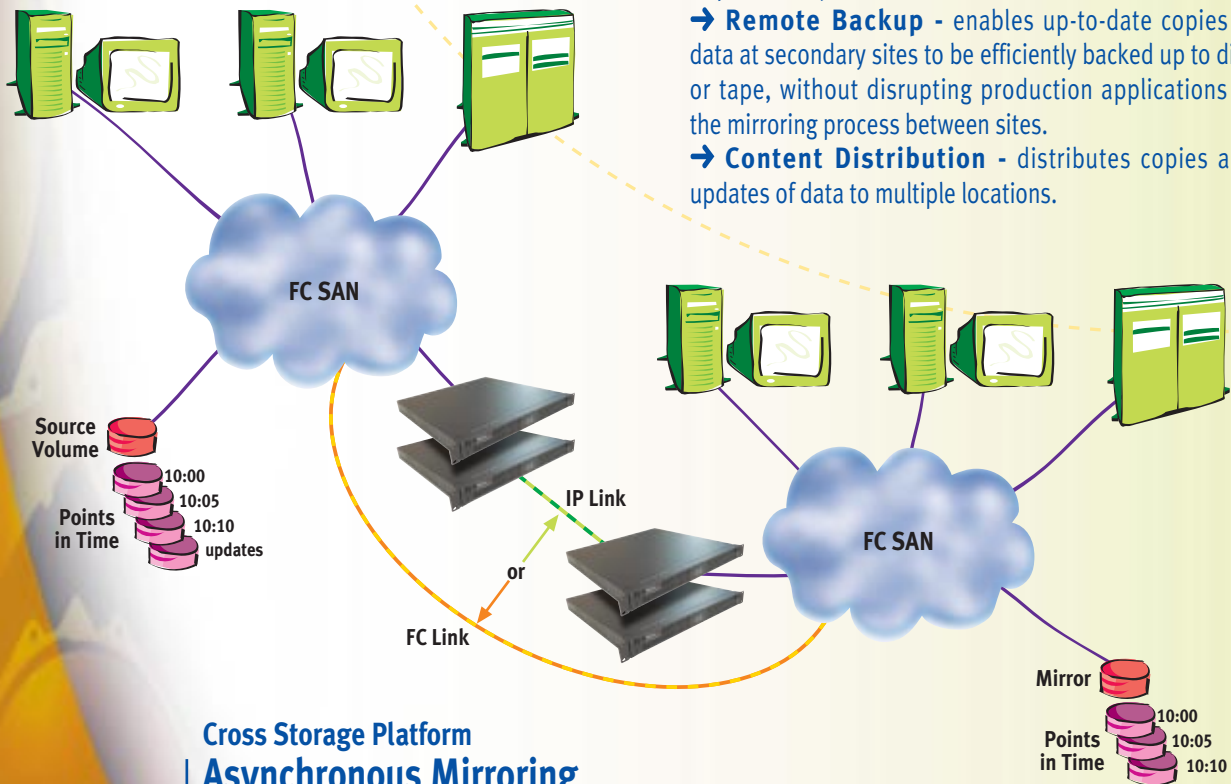 ➔ Remote Backup - enables up-to-date copies
data at secondary sites to be efficiently backed up to
or tape, without disrupting production applications
the mirroring process between sites.
➔ Content Distribution - distributes copies
updates of data to multiple locations.
FC SAN
Source
Volume
10:00
10:05
10:10
updates
Points
in Time
IP Link
or
FC Link
FC SAN
Mirror
10:00
10:05
10:10
Points
in Time
Cross Storage Platform
Asynchronous Mirroring